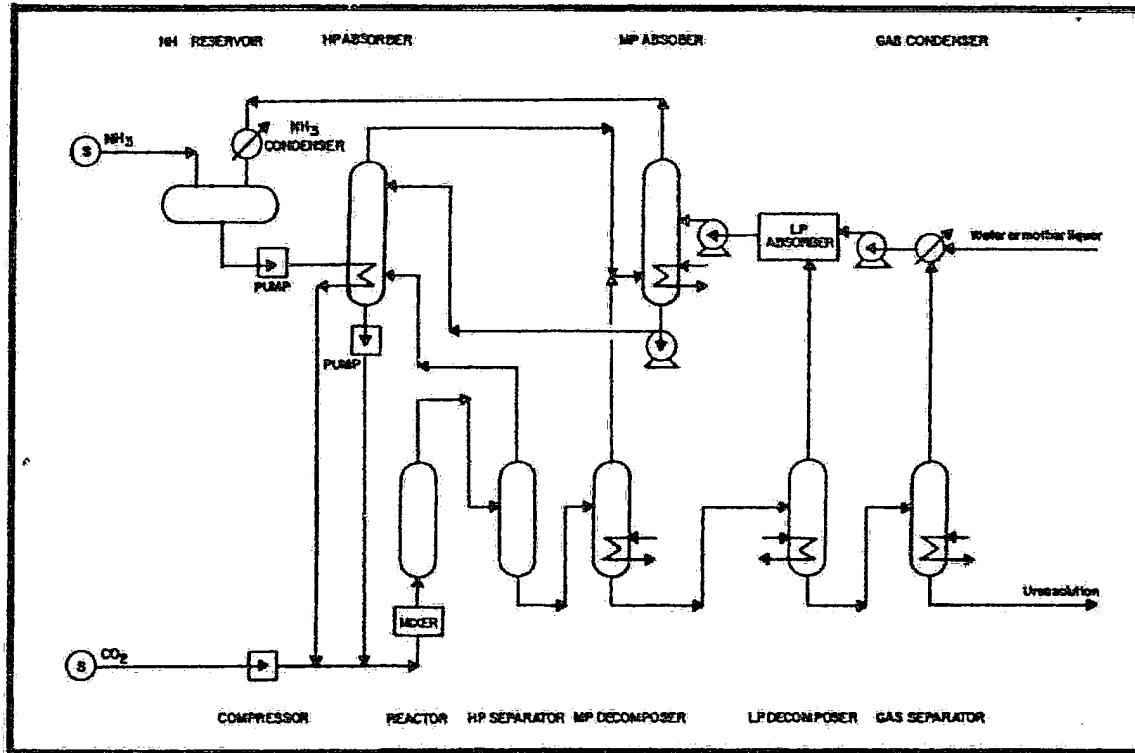 NH RESERVOIR
HP ABSORBER
MP ABSOBER
GAS CONDENSER
S
NH3
NH3
CONDENSER
LP
ABSORBER
Water or mother liquor
PUMP
PUMP
MIXER
Urea solution
S
CO2
COMPRESSOR
REACTOR
HP SEPARATOR
MP DECOMPOSER
LP DECOMPOSER
GAS SEPARATOR